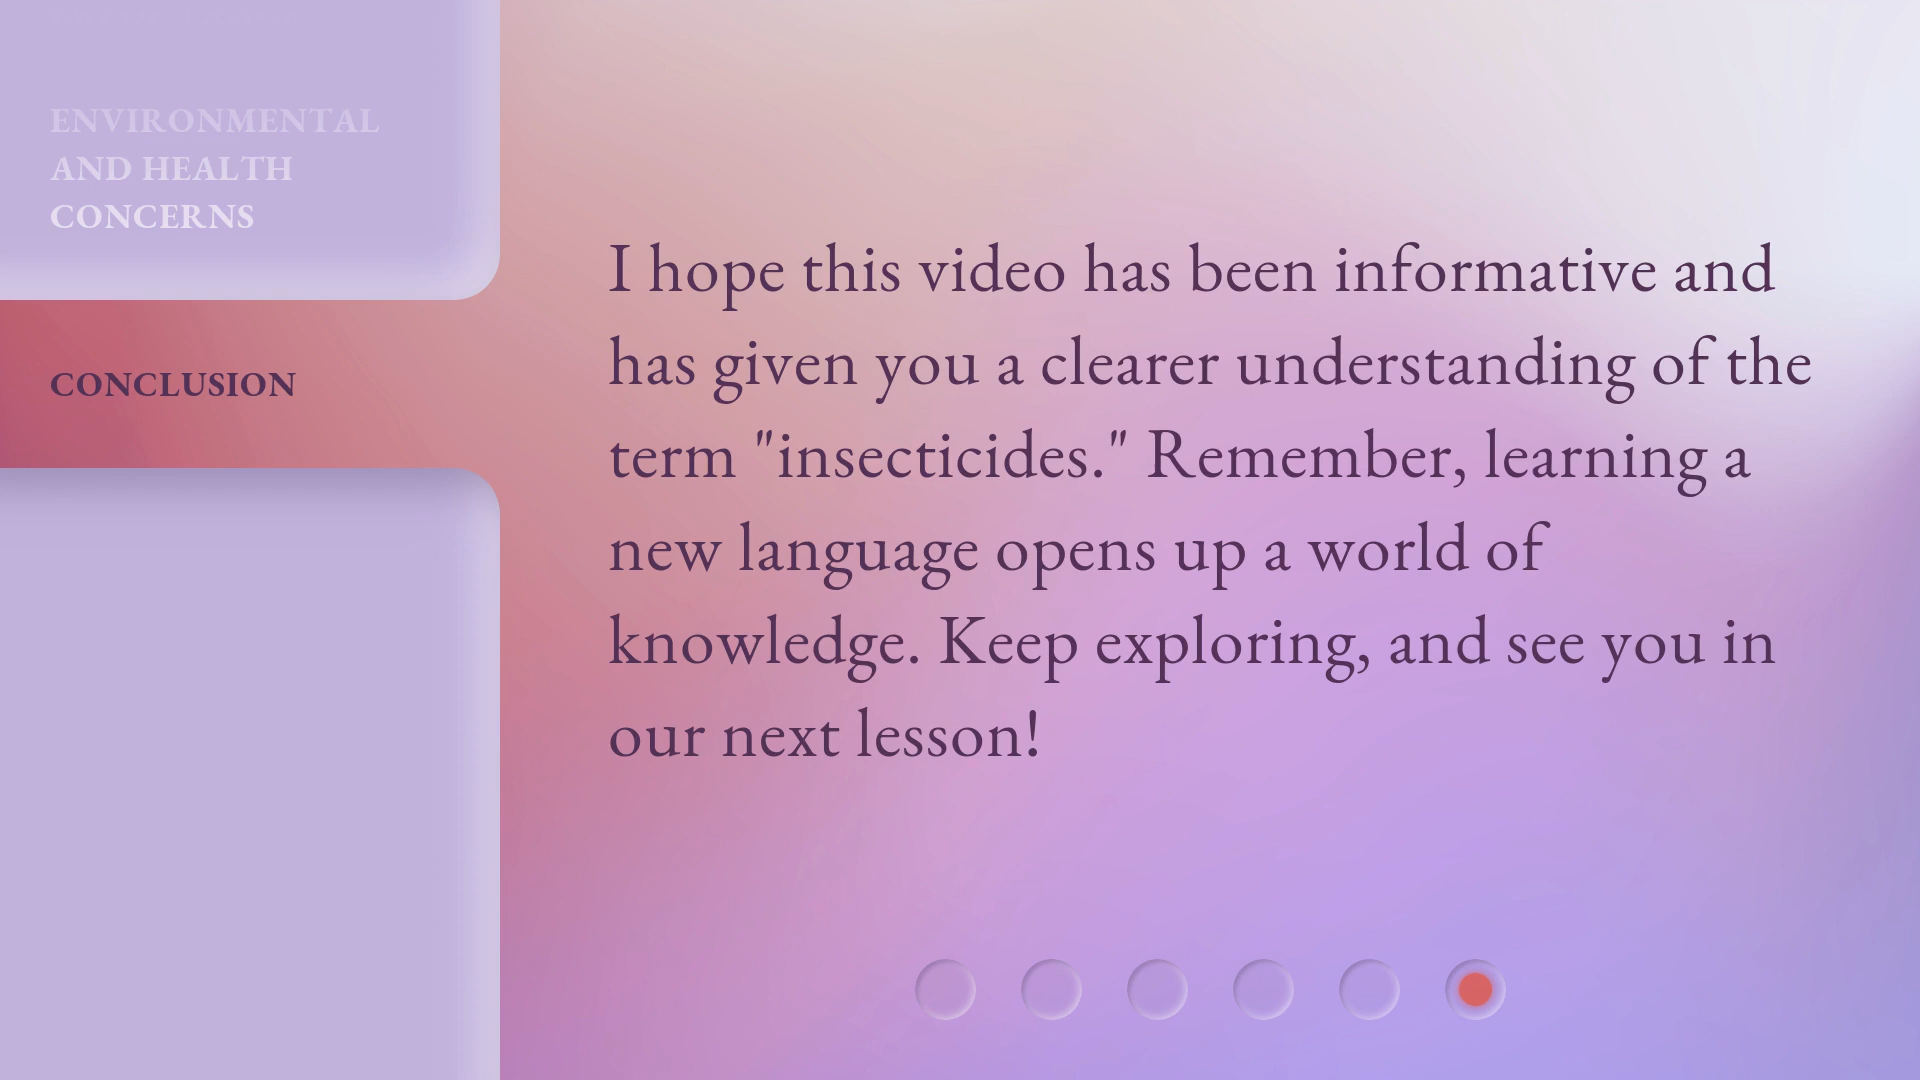 ENVIRONMENTAL
AND HEALTH
CONCERNS
CONCLUSION
I hope this video has been informative and
has given you a clearer understanding of the
term "insecticides." Remember, learning a
new language opens up a world of
knowledge. Keep exploring, and see you in
our next lesson!